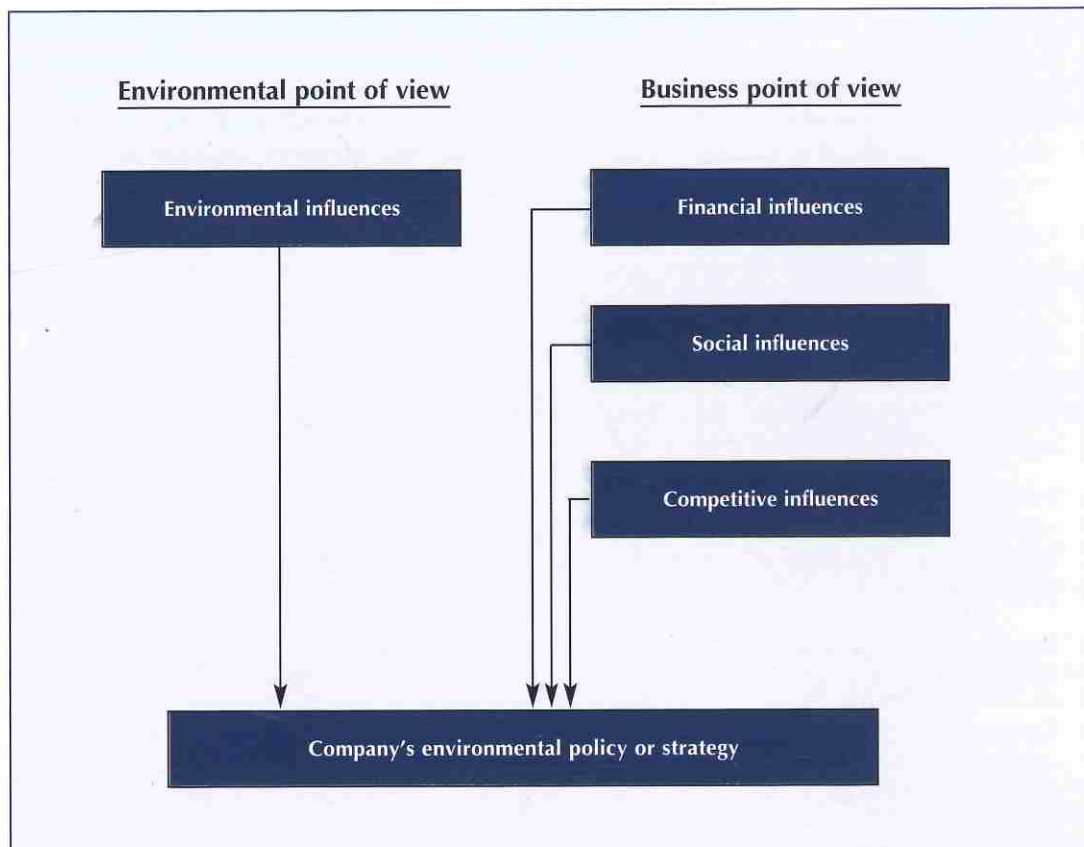 Environmental point of view
Business point of view
Environmental influences
Financial influences
Social influences
Competitive influences
Company's environmental policy or strategy